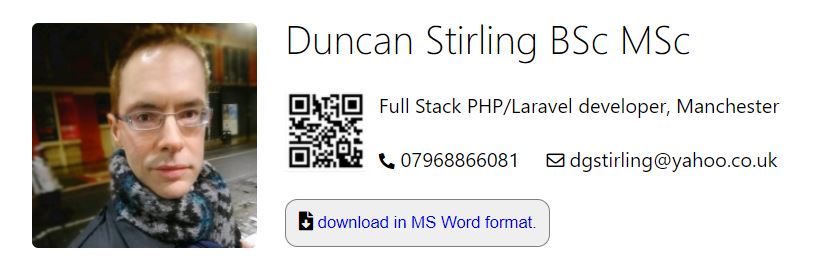 Duncan Stirling BSc MSc
Full Stack PHP/Laravel developer, Manchester
07968866081 dgstirling@yahoo.co.uk
download in MS Word format.